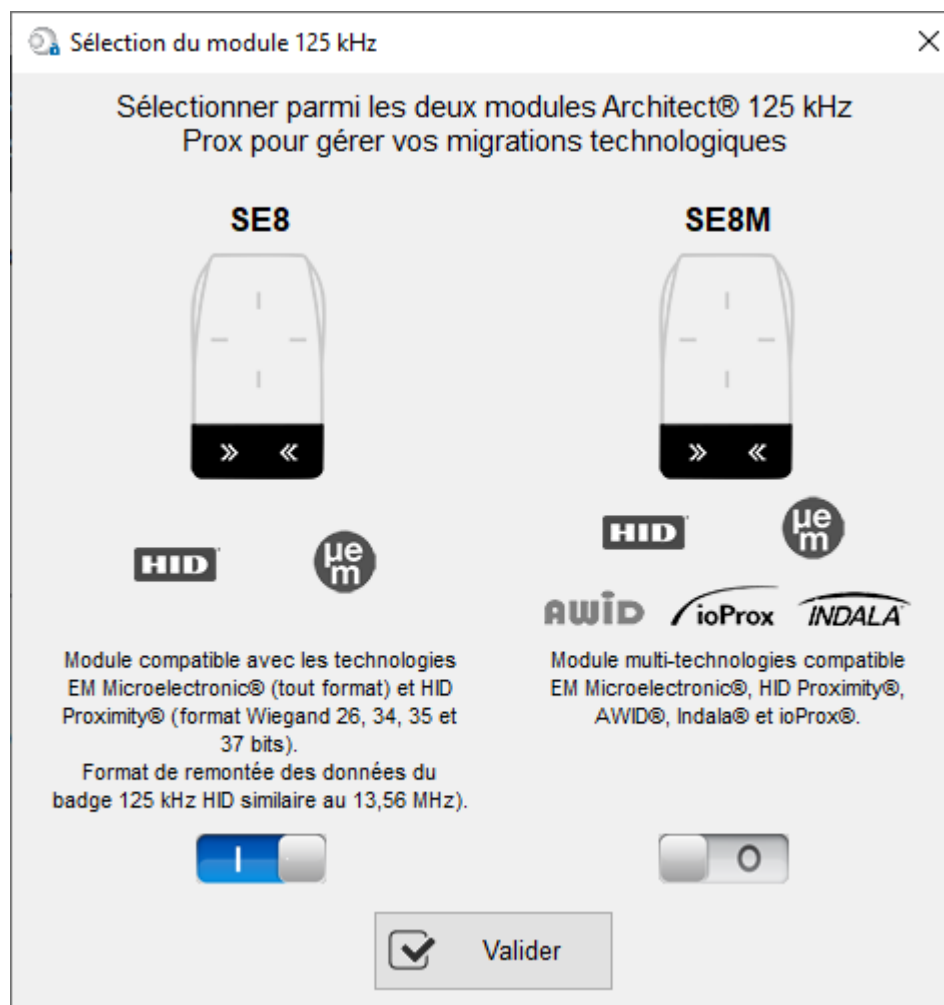 Sélection du module 125 kHz
Sélectionner parmi les deux modules Architect® 125 kHz
Prox pour gérer vos migrations technologiques
SE8
HID
µem
Module compatible avec les technologies
EM Microelectronic® (tout format) et HID
Proximity® (format Wiegand 26, 34, 35 et
37 bits).
Format de remontée des données du
badge 125 kHz HID similaire au 13,56 MHz).
I
SE8M
HID
µem
AWiD ioProx INDALA
Module multi-technologies compatible
EM Microelectronic®, HID Proximity®,
AWID®, Indala® et ioProx®.
O
Valider